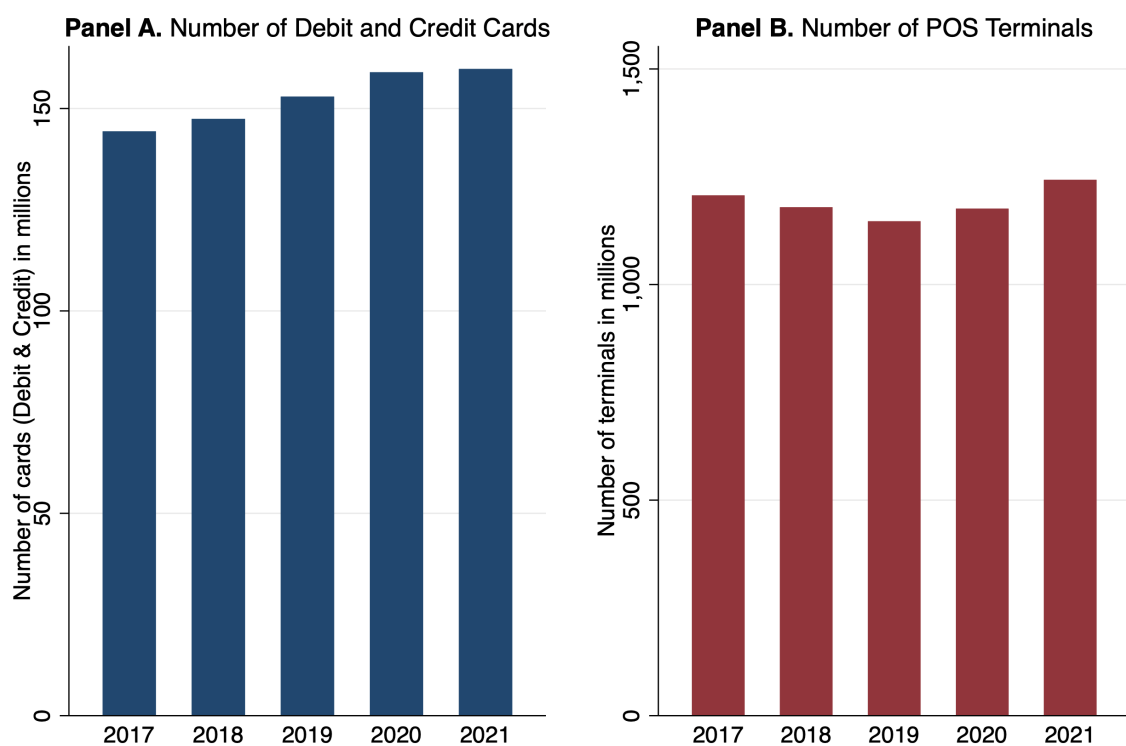 Panel A. Number of Debit and Credit Cards
Number of cards (Debit & Credit) in millions
150
100
50
0
2017 2018 2019 2020 2021
Panel B. Number of POS Terminals
Number of terminals in millions
1,500
1,000
500
0
2017 2018 2019 2020 2021